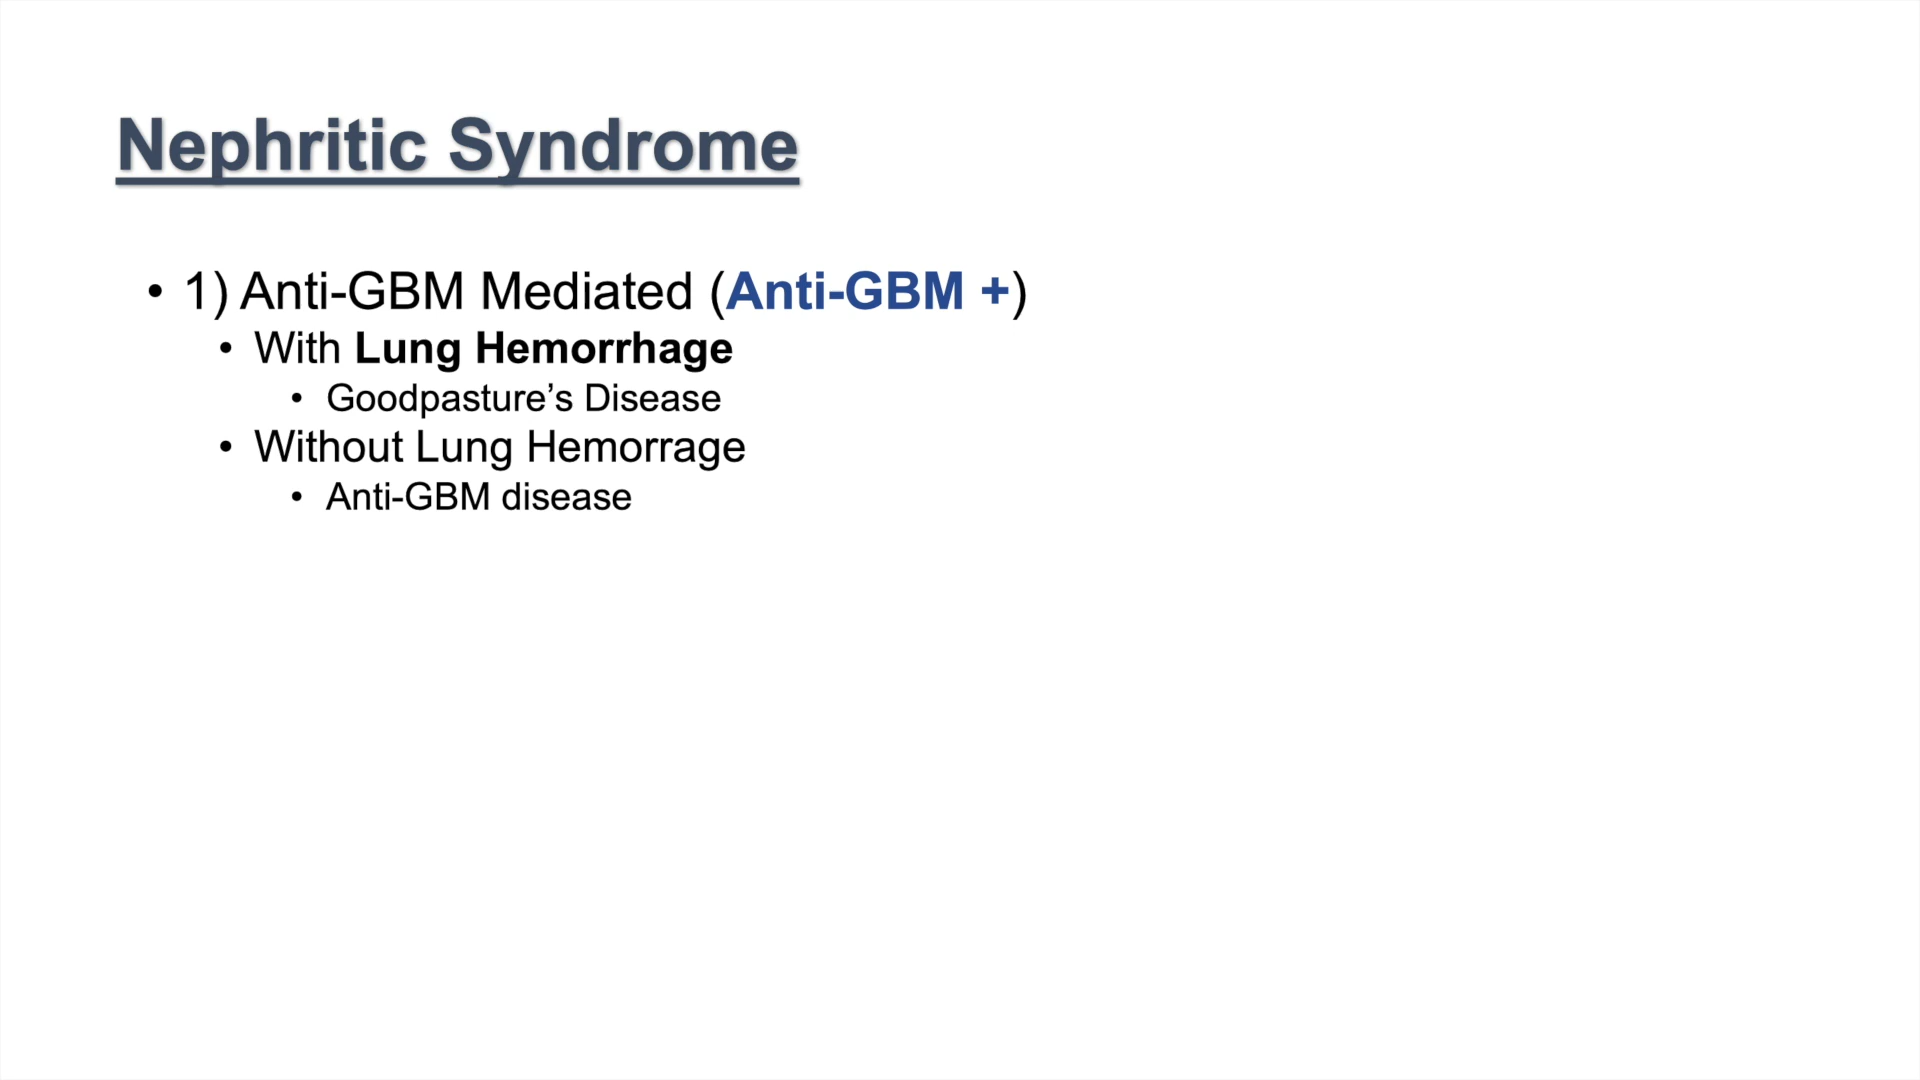 Nephritic Syndrome
• 1) Anti-GBM Mediated (Anti-GBM +)
• With Lung Hemorrhage
• Goodpasture’s Disease
• Without Lung Hemorrage
• Anti-GBM disease